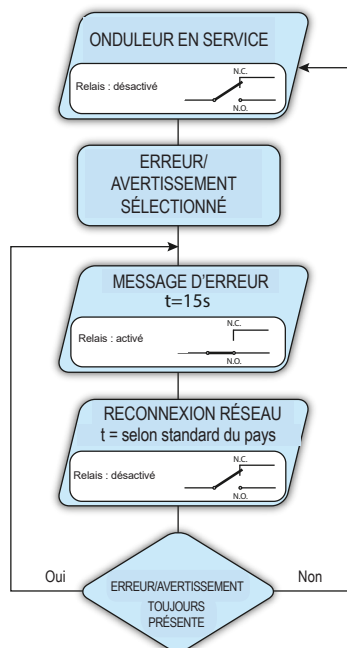 ONDULEUR EN SERVICE
N.C.
Relais : désactivé
N.O.
ERREUR/
AVERTISSEMENT
SÉLECTIONNÉ
MESSAGE D'ERREUR
t=15s
N.C.
Relais : activé
N.O.
RECONNEXION RÉSEAU
t = selon standard du pays
N.C.
Relais : désactivé
N.O.
Oui
Non
ERREUR/AVERTISSEMENT
TOUJOURS
PRÉSENTE